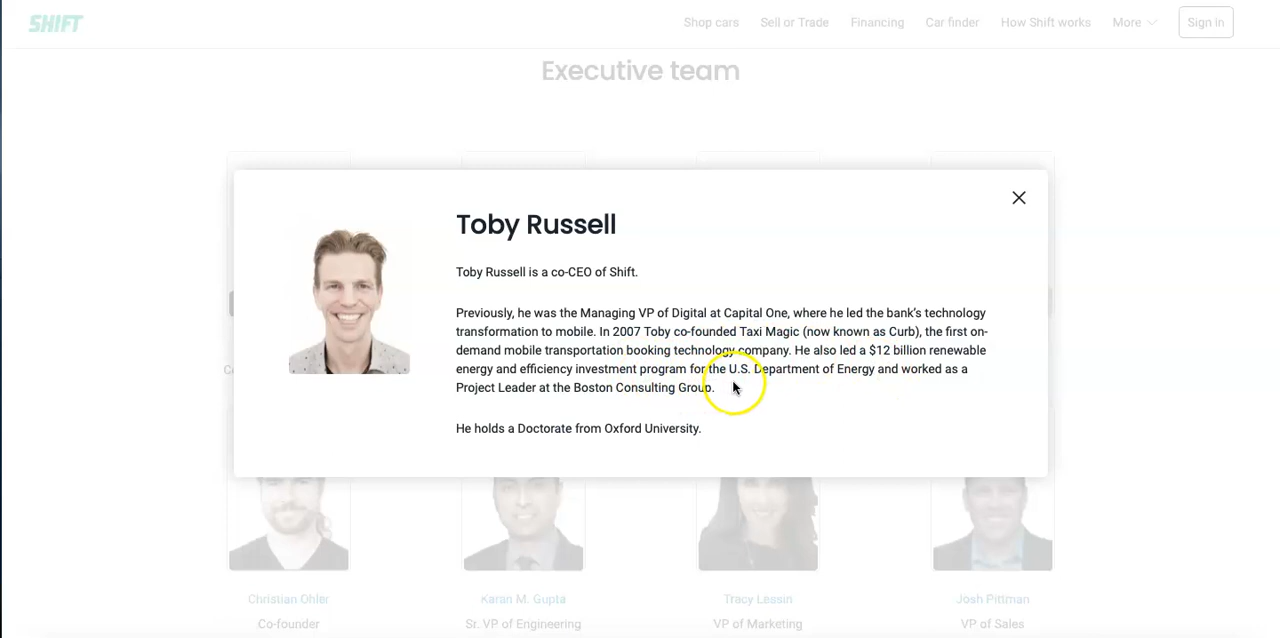 SHIFT
Shop cars
Sell or Trade
Financing
Car finder
How Shift works
More
Sign in
Executive team
Toby Russell
Toby Russell is a co-CEO of Shift.
Previously, he was the Managing VP of Digital at Capital One, where he led the bank's technology
transformation to mobile. In 2007 Toby co-founded Taxi Magic (now known as Curb), the first on-
demand mobile transportation booking technology company. He also led a $12 billion renewable
energy and efficiency investment program for the U.S. Department of Energy and worked as a
Project Leader at the Boston Consulting Group.
He holds a Doctorate from Oxford University.
Christian Ohler
Karan M. Gupta
Tracy Lessin
Josh Pittman
Co-founder
Sr. VP of Engineering
VP of Marketing
VP of Sales